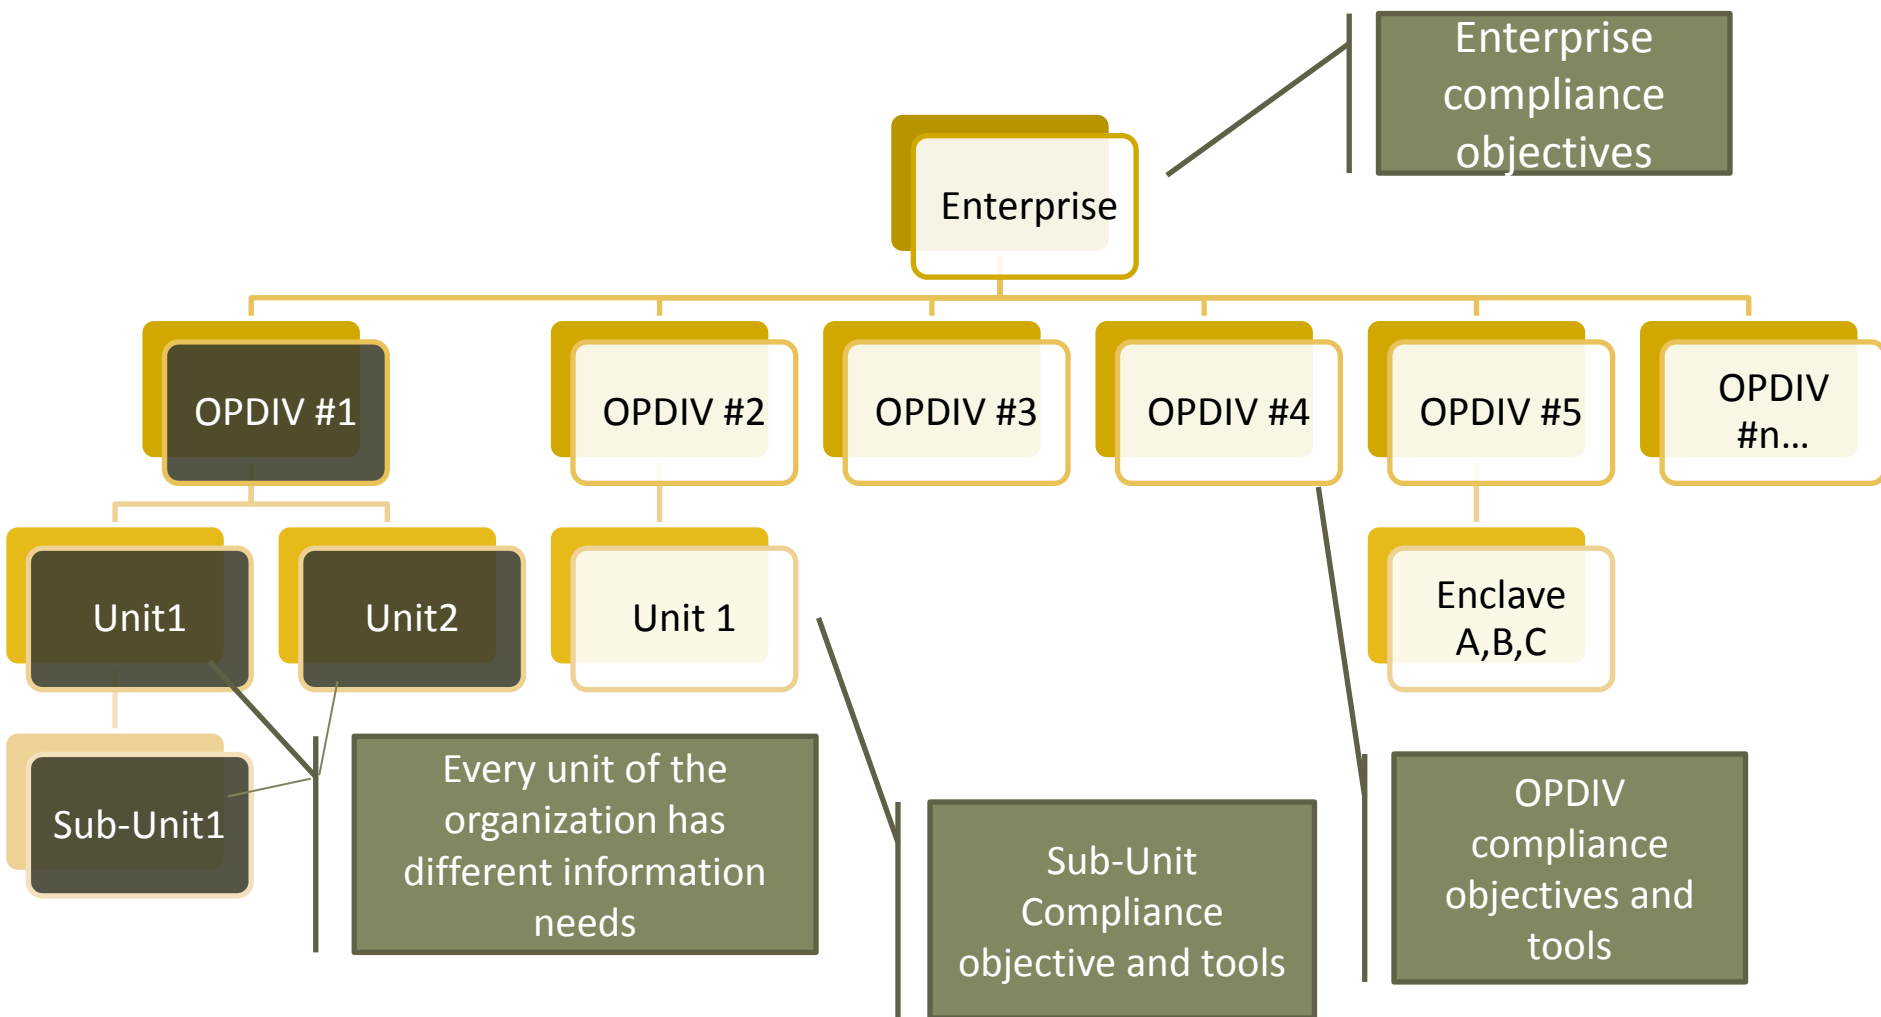 Enterprise
compliance
objectives
Enterprise
OPDIV #1
OPDIV #2
OPDIV #3
OPDIV #4
OPDIV #5
OPDIV
#n...
Unit1
Unit2
Unit 1
Enclave
A,B,C
Sub-Unit1
Every unit of the
organization has
different information
needs
Sub-Unit
Compliance
objective and tools
OPDIV
compliance
objectives and
tools